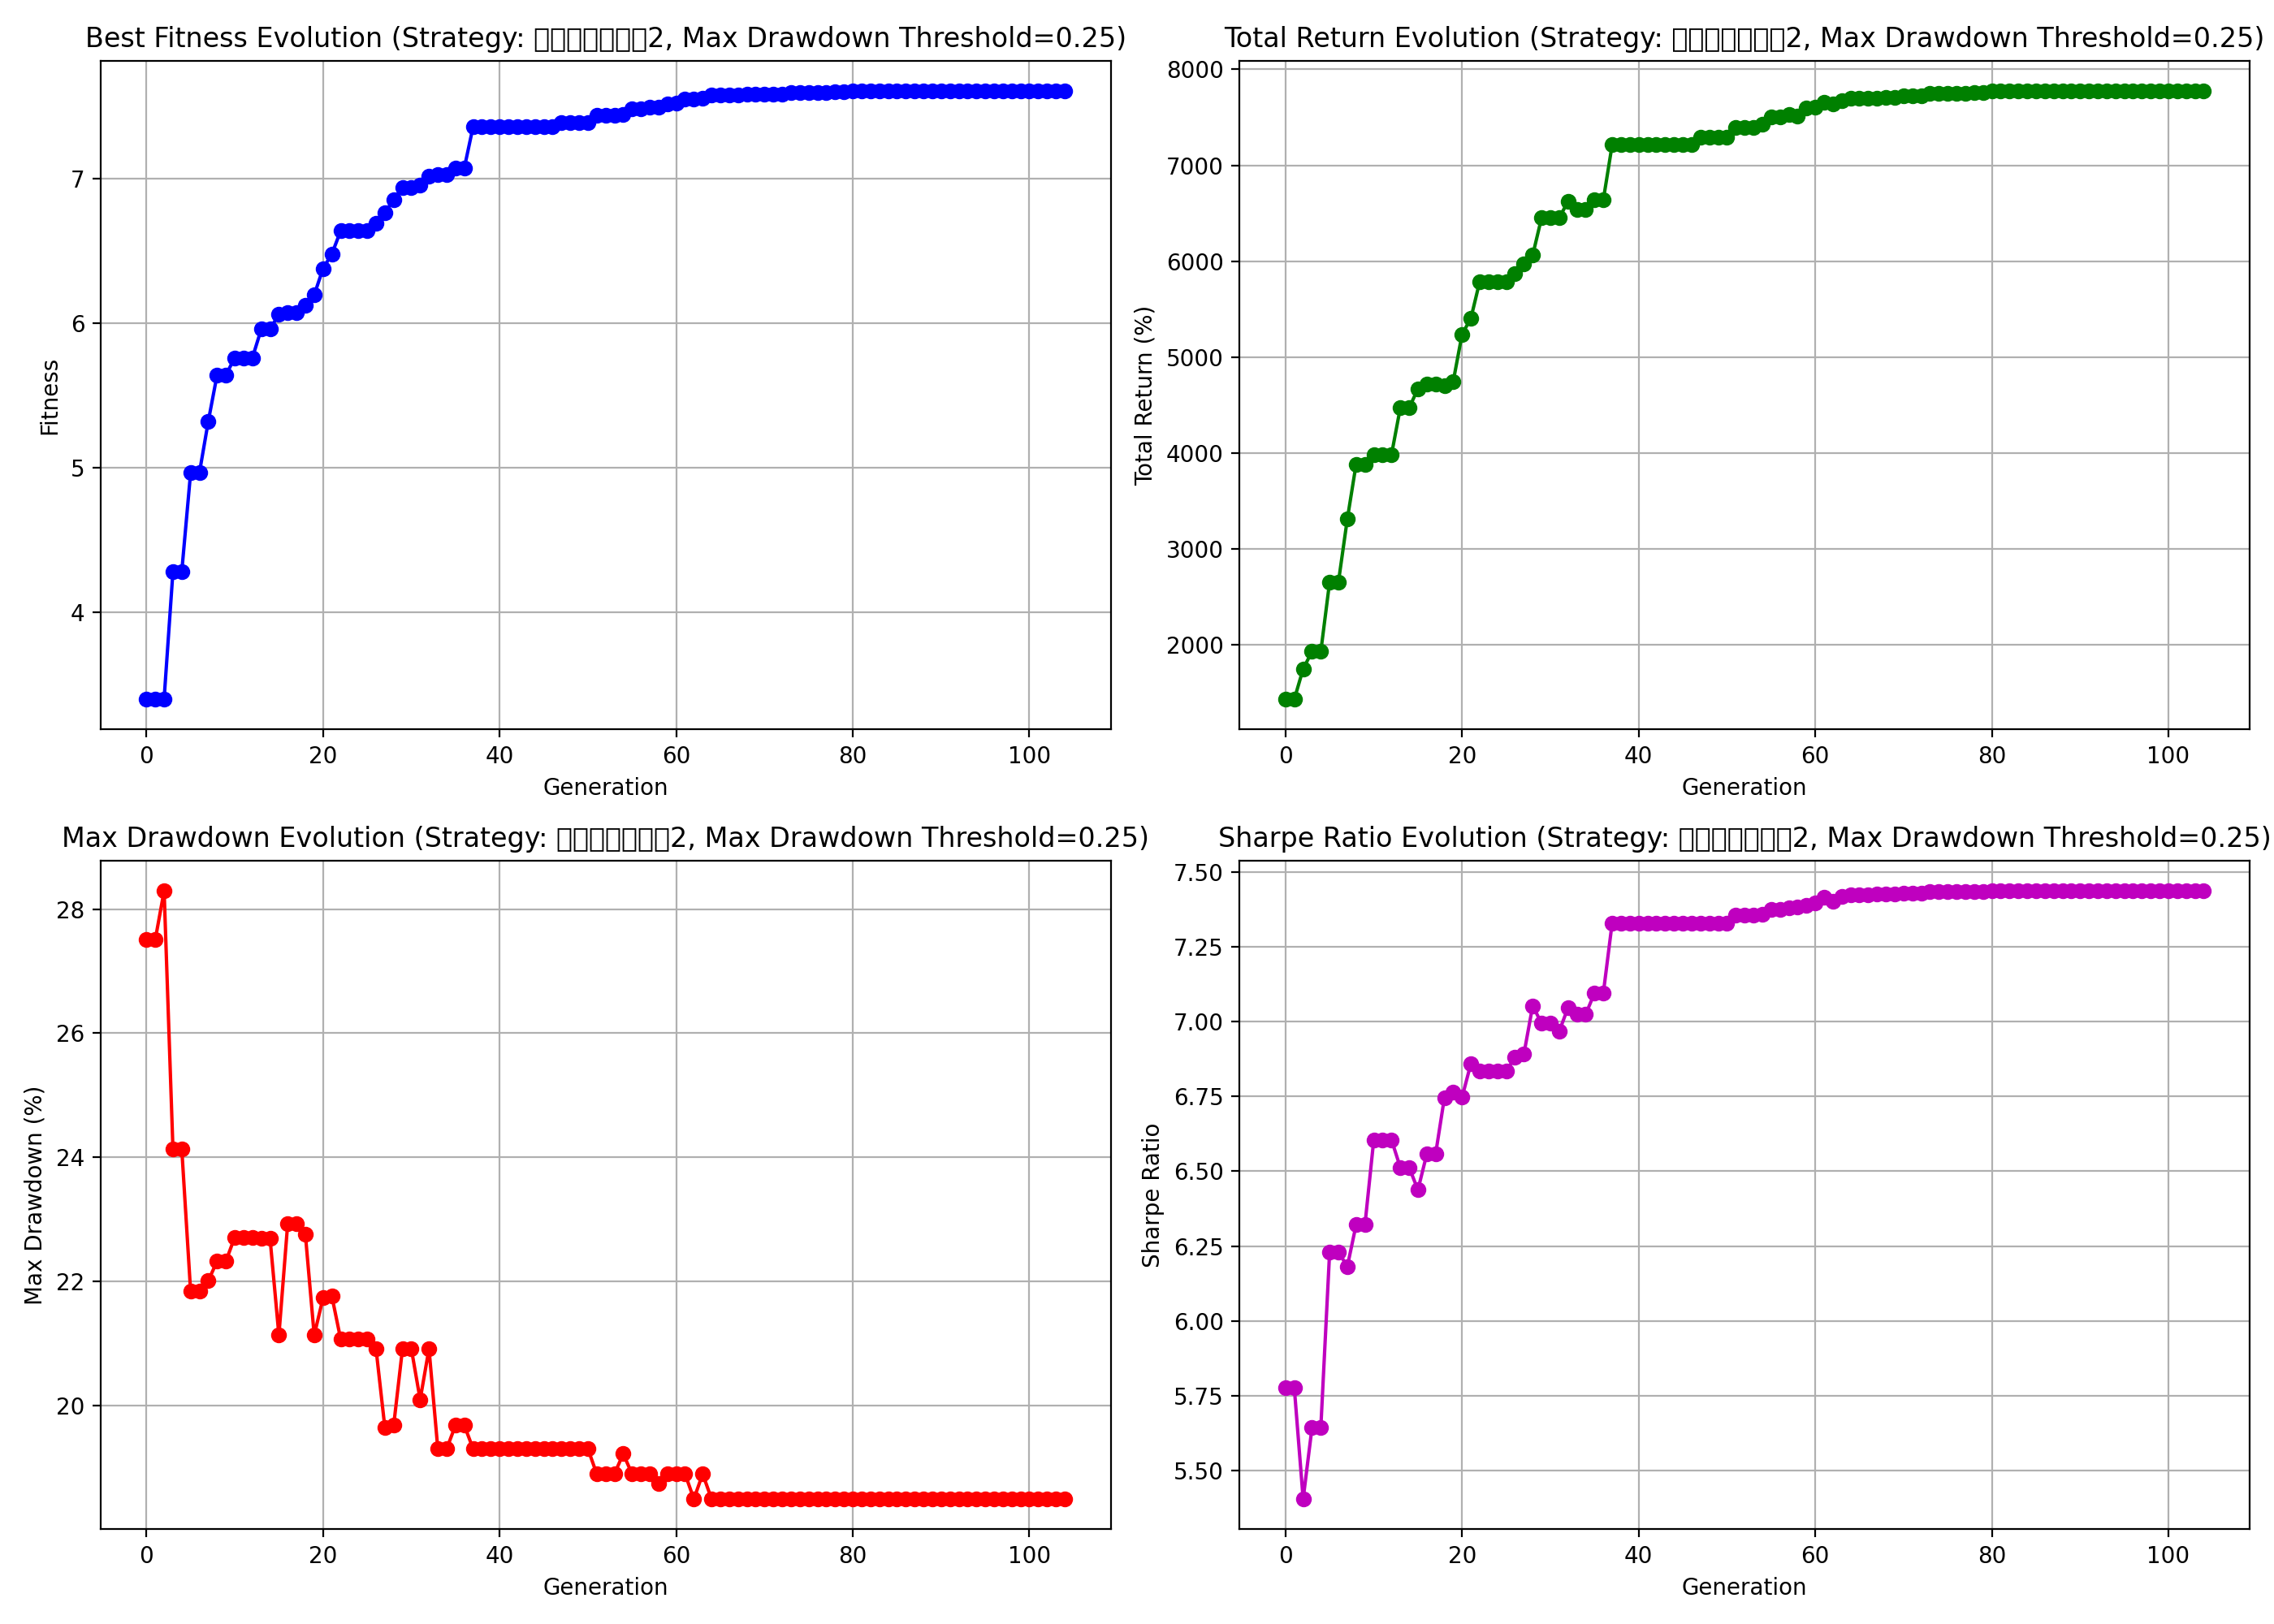 Best Fitness Evolution (Strategy: 2, Max Drawdown Threshold=0.25)
Fitness
7
6
5
4
0 20 40 60 80 100
Generation
Total Return Evolution (Strategy: 2, Max Drawdown Threshold=0.25)
Total Return (%)
8000
7000
6000
5000
4000
3000
2000
0 20 40 60 80 100
Generation
Max Drawdown Evolution (Strategy: 2, Max Drawdown Threshold=0.25)
Max Drawdown (%)
28
26
24
22
20
0 20 40 60 80 100
Generation
Sharpe Ratio Evolution (Strategy: 2, Max Drawdown Threshold=0.25)
Sharpe Ratio
7.50
7.25
7.00
6.75
6.50
6.25
6.00
5.75
5.50
0 20 40 60 80 100
Generation